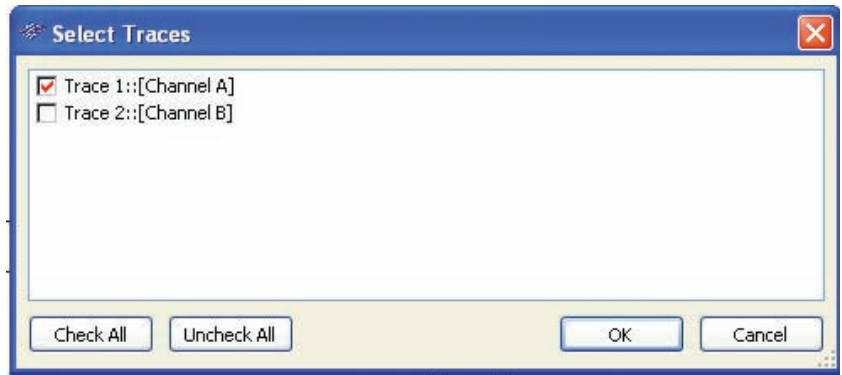 Select Traces
Trace 1::[Channel A]
Trace 2::[Channel B]
Check All Uncheck All OK Cancel